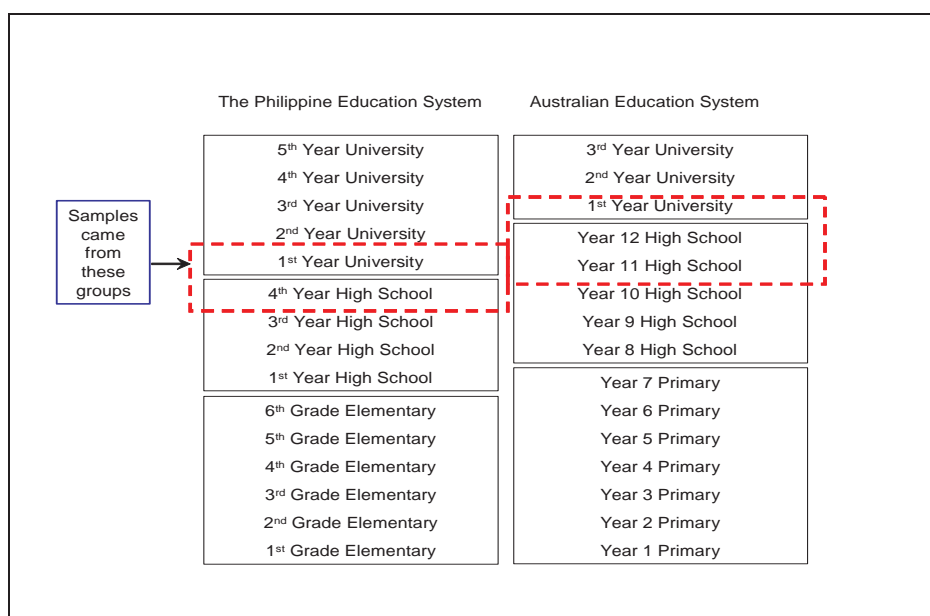 The Philippine Education System
5th Year University
4th Year University
3rd Year University
2nd Year University
1st Year University
4th Year High School
3rd Year High School
2nd Year High School
1st Year High School
6th Grade Elementary
5th Grade Elementary
4th Grade Elementary
3rd Grade Elementary
2nd Grade Elementary
1st Grade Elementary
Australian Education System
3rd Year University
2nd Year University
1st Year University
Year 12 High School
Year 11 High School
Year 10 High School
Year 9 High School
Year 8 High School
Year 7 Primary
Year 6 Primary
Year 5 Primary
Year 4 Primary
Year 3 Primary
Year 2 Primary
Year 1 Primary
Samples
came
from
these
groups